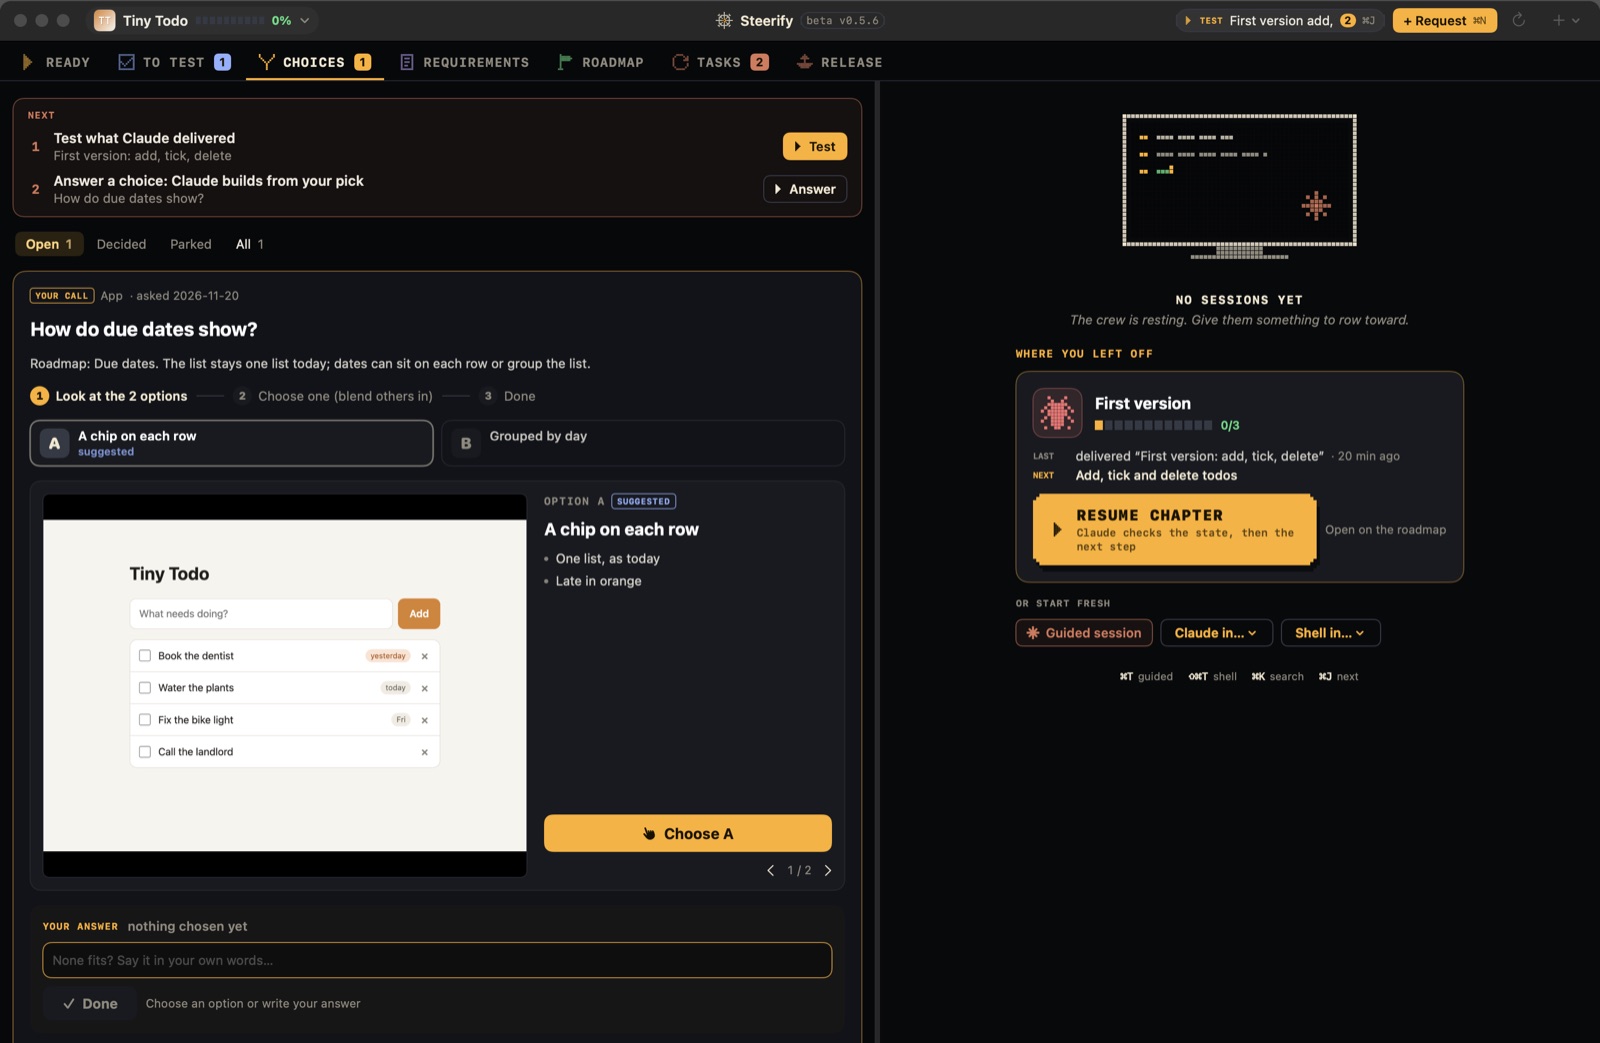 TT Tiny Todo 0%
Steerify beta v0.5.6
TEST First version add, 2 ⌘J
+ Request ⌘N
READY
TO TEST 1
CHOICES 1
REQUIREMENTS
ROADMAP
TASKS 2
RELEASE
NEXT
1 Test what Claude delivered
First version: add, tick, delete
Test
2 Answer a choice: Claude builds from your pick
How do due dates show?
Answer
Open 1 Decided Parked All 1
YOUR CALL App · asked 2026-11-20
How do due dates show?
Roadmap: Due dates. The list stays one list today; dates can sit on each row or group the list.
1 Look at the 2 options 2 Choose one (blend others in) 3 Done
A A chip on each row
suggested
B Grouped by day
Tiny Todo
What needs doing? Add
Book the dentist yesterday ×
Water the plants today ×
Fix the bike light Fri ×
Call the landlord ×
OPTION A SUGGESTED
A chip on each row
• One list, as today
• Late in orange
Choose A
1 / 2
YOUR ANSWER nothing chosen yet
None fits? Say it in your own words...
Done Choose an option or write your answer
NO SESSIONS YET
The crew is resting. Give them something to row toward.
WHERE YOU LEFT OFF
First version
0/3
LAST delivered “First version: add, tick, delete” · 20 min ago
NEXT Add, tick and delete todos
RESUME CHAPTER
Claude checks the state, then the
next step
Open on the roadmap
OR START FRESH
Guided session
Claude in...
Shell in...
⌘T guided ⇧⌘T shell ⌘K search ⌘J next